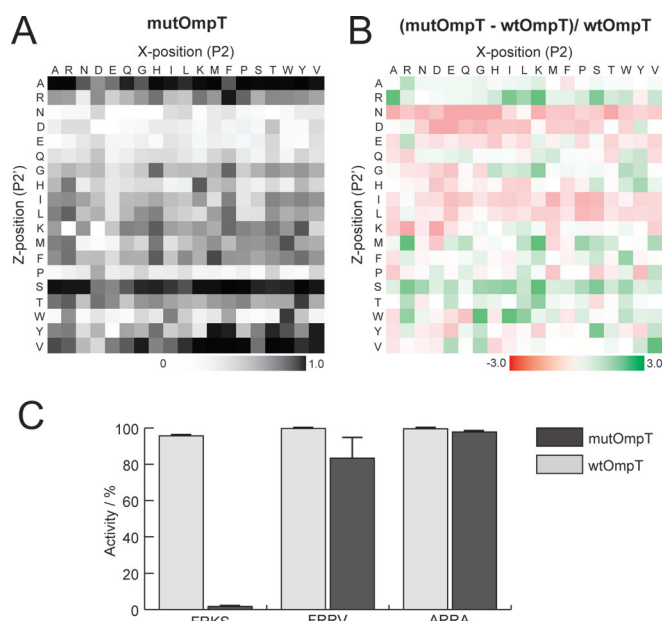 A
mutOmpT
X-position (P2)
A R N D E Q G H I L K M F P S T W Y V
Z-position (P2')
A
R
N
D
E
Q
G
H
I
L
K
M
F
P
S
T
W
Y
V
0 1.0
B
(mutOmpT - wtOmpT)/ wtOmpT
X-position (P2)
A R N D E Q G H I L K M F P S T W Y V
Z-position (P2')
A
R
N
D
E
Q
G
H
I
L
K
M
F
P
S
T
W
Y
V
-3.0 3.0
C
Activity / %
100
80
60
40
20
0
ARRA
mutOmpT
wtOmpT